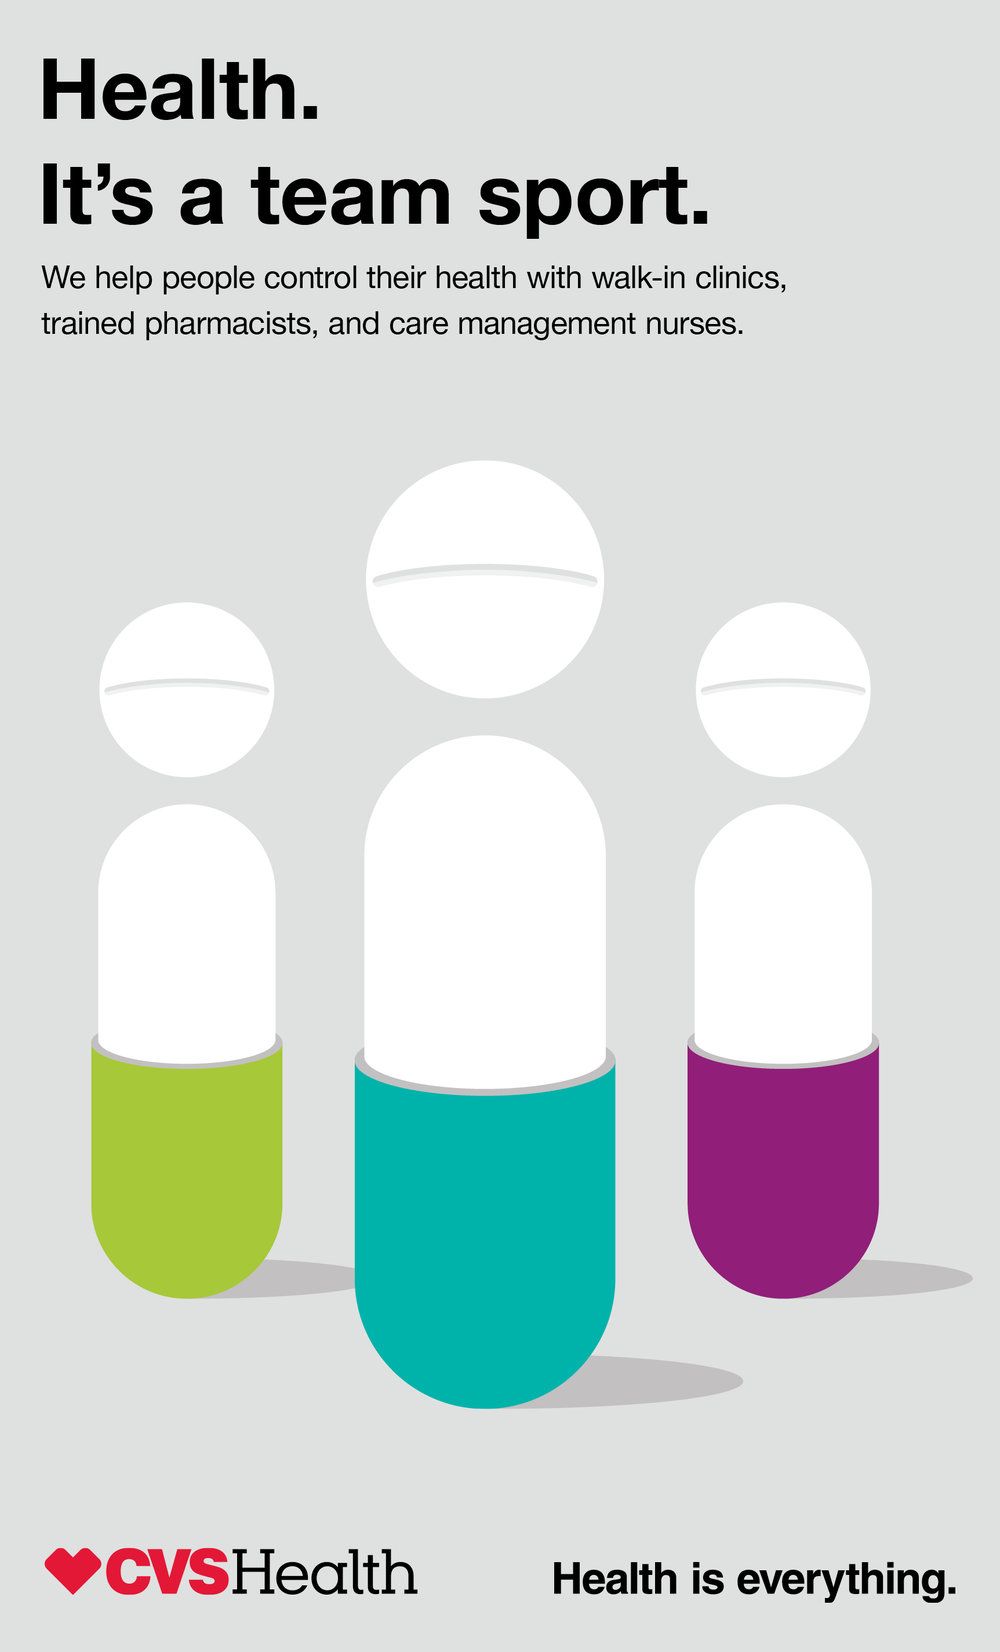 Health.
It’s a team sport.
We help people control their health with walk-in clinics,
trained pharmacists, and care management nurses.
CVSHealth
Health is everything.